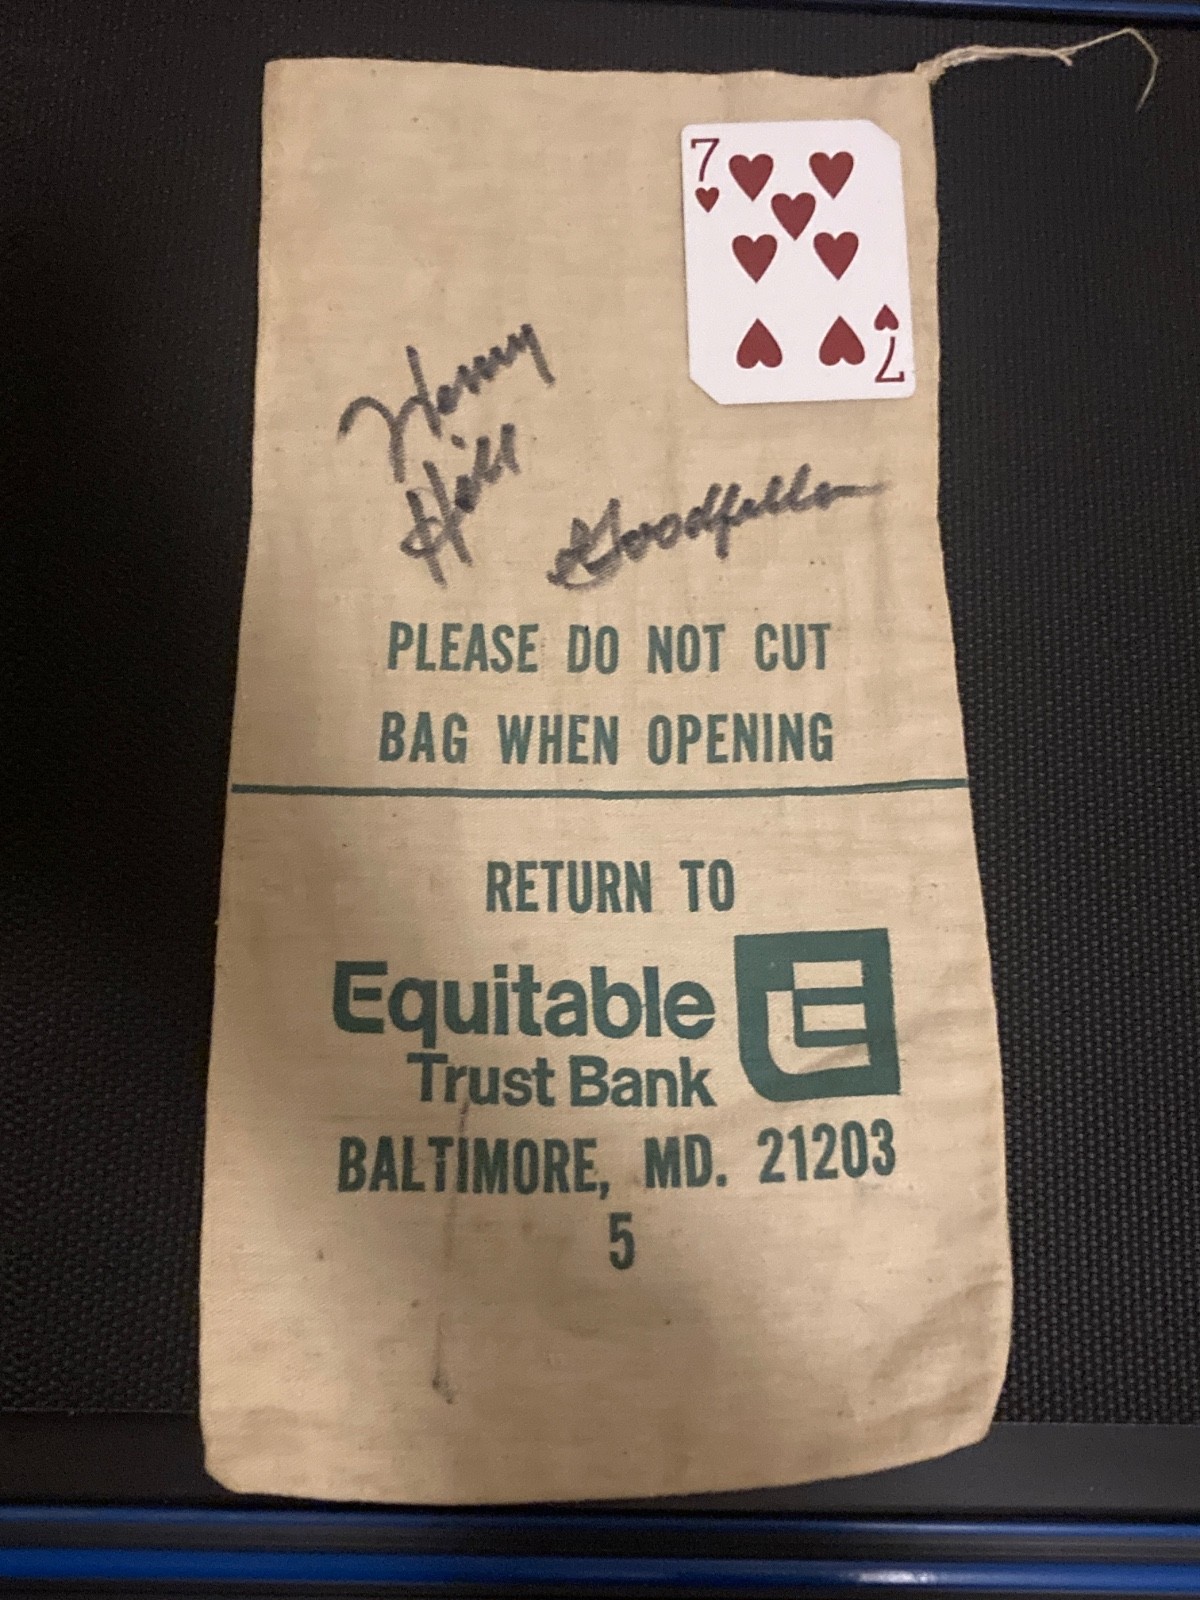 7
Henry
Hill
Goodfella
PLEASE DO NOT CUT
BAG WHEN OPENING
RETURN TO
Equitable
Trust Bank
BALTIMORE, MD. 21203
5
7